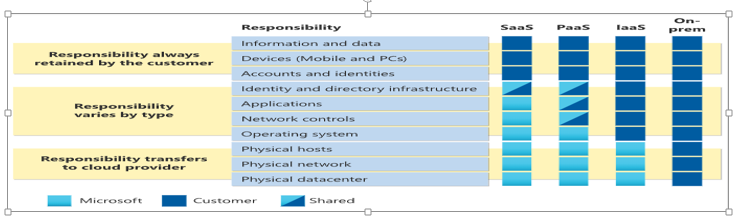 Responsibility SaaS PaaS IaaS On-prem
Responsibility always
retained by the customer
Information and data
Devices (Mobile and PCs)
Accounts and identities
Responsibility
varies by type
Identity and directory infrastructure
Applications
Network controls
Operating system
Responsibility transfers
to cloud provider
Physical hosts
Physical network
Physical datacenter
Microsoft Customer Shared